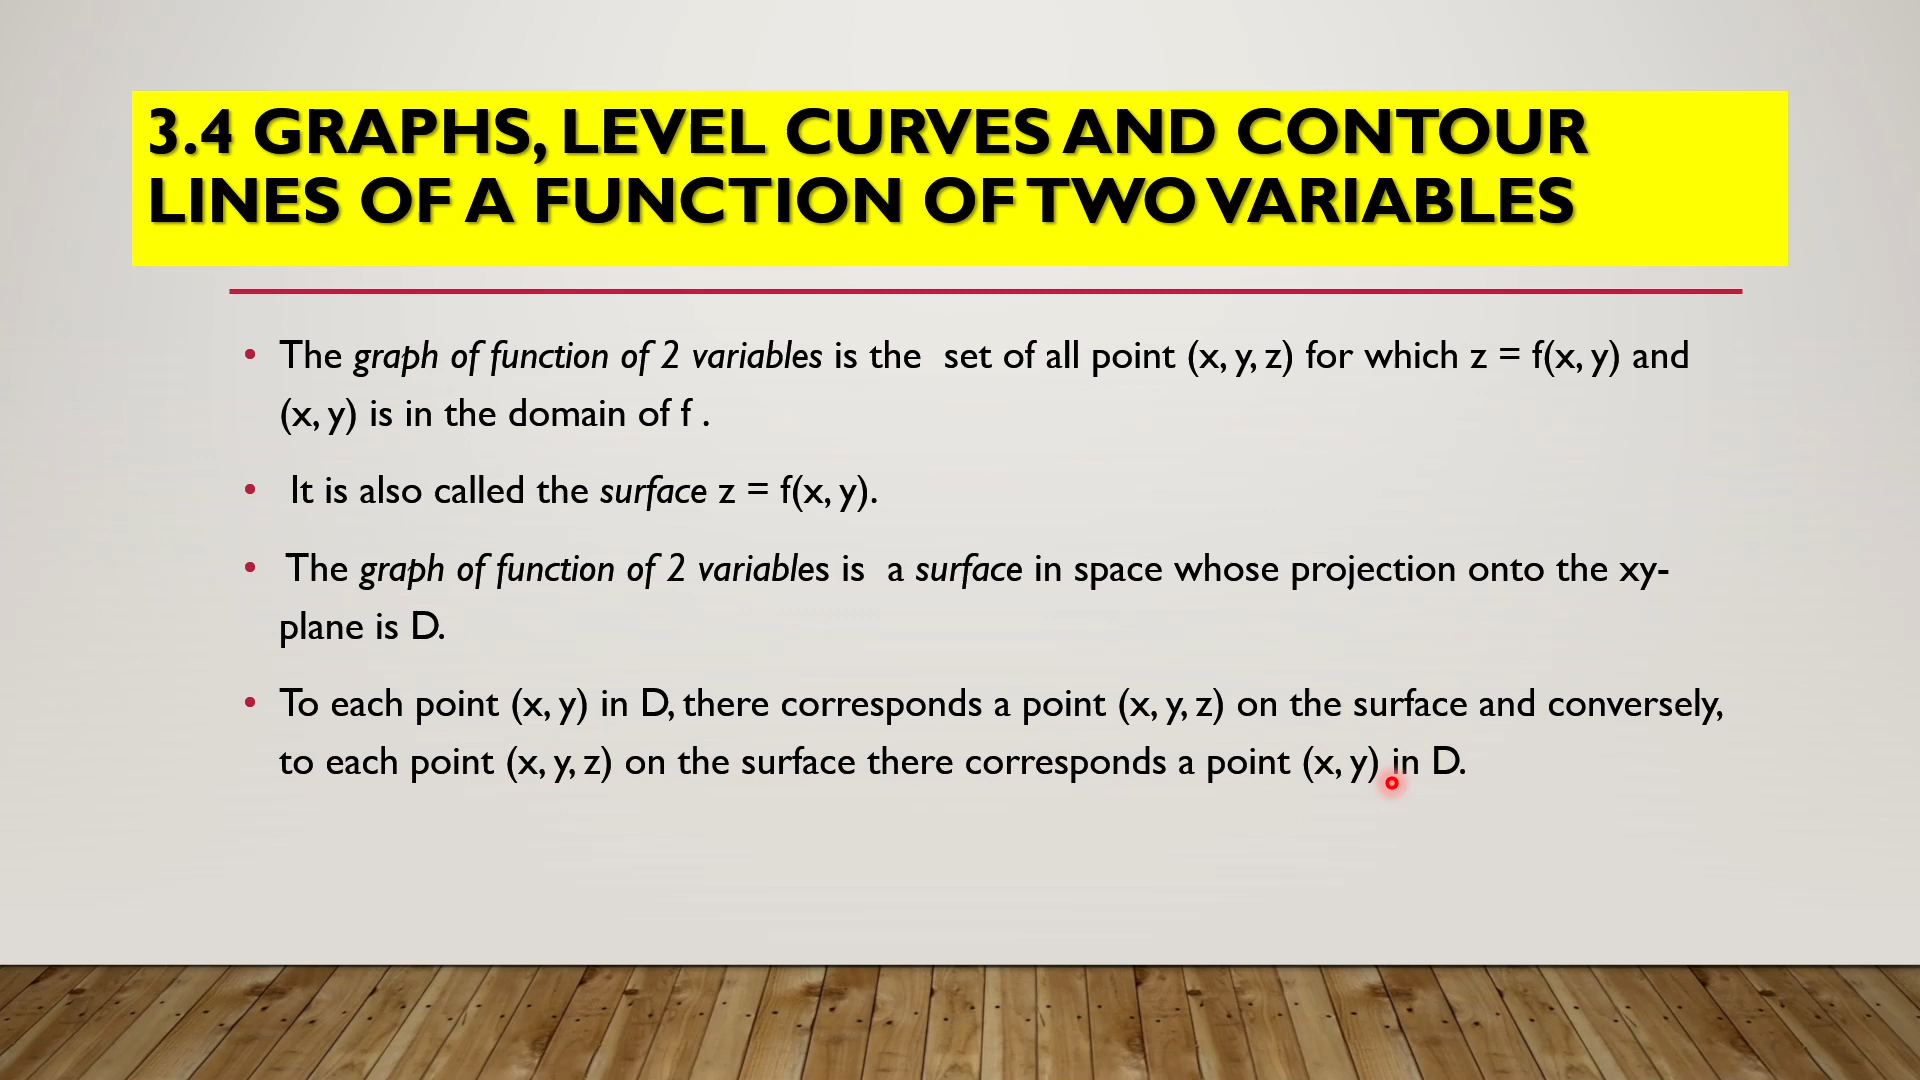 3.4 GRAPHS, LEVEL CURVES AND CONTOUR
LINES OF A FUNCTION OF TWO VARIABLES
• The graph of function of 2 variables is the  set of all point (x, y, z) for which z = f(x, y) and
(x, y) is in the domain of f .
• It is also called the surface z = f(x, y).
• The graph of function of 2 variables is  a surface in space whose projection onto the xy-
plane is D.
• To each point (x, y) in D, there corresponds a point (x, y, z) on the surface and conversely,
to each point (x, y, z) on the surface there corresponds a point (x, y) in D.